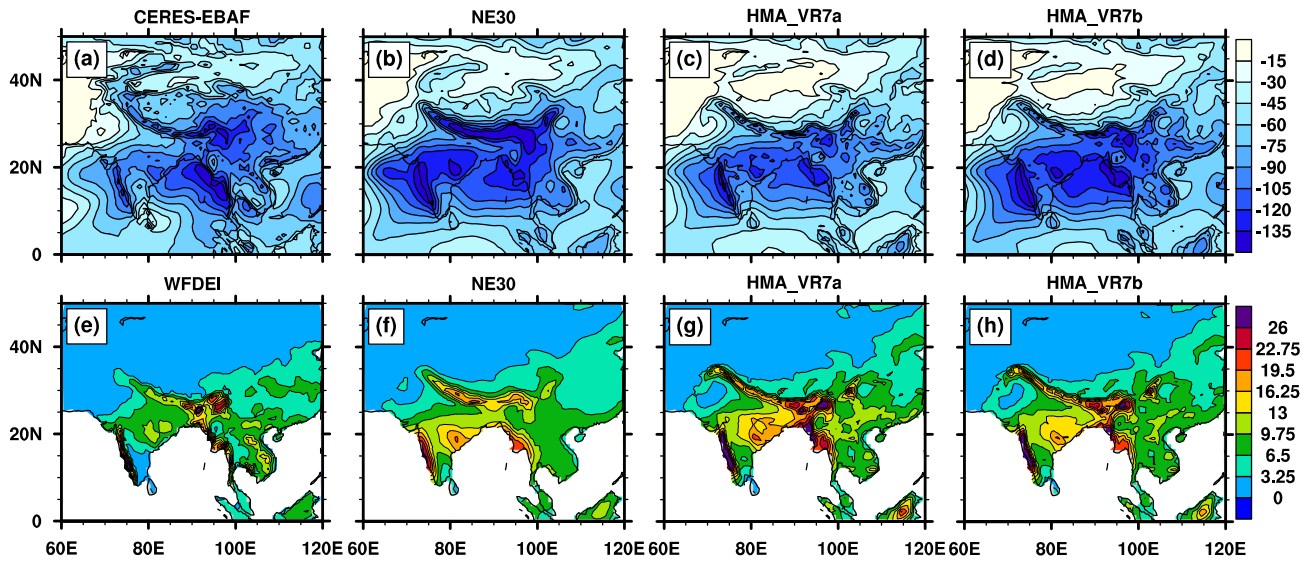 CERES-EBAF NE30 HMA_VR7a HMA_VR7b
(a) (b) (c) (d)
40N
20N
0
-15
-30
-45
-60
-75
-90
-105
-120
-135
WFDEI NE30 HMA_VR7a HMA_VR7b
(e) (f) (g) (h)
40N
20N
0
26
22.75
19.5
16.25
13
9.75
6.5
3.25
0
60E 80E 100E 120E 60E 80E 100E 120E 60E 80E 100E 120E 60E 80E 100E 120E